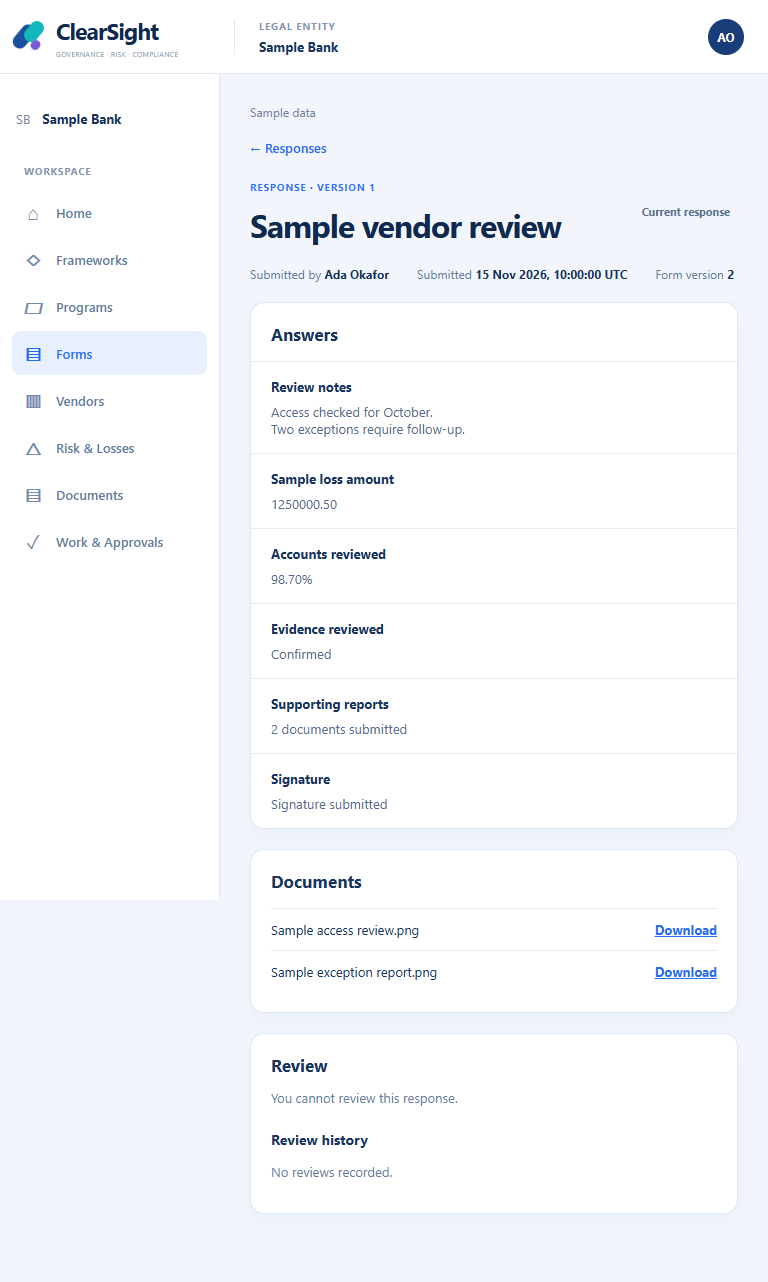 ClearSight
GOVERNANCE · RISK · COMPLIANCE
LEGAL ENTITY
Sample Bank
AO
SB Sample Bank
WORKSPACE
Home
Frameworks
Programs
Forms
Vendors
Risk & Losses
Documents
Work & Approvals
Sample data
← Responses
RESPONSE · VERSION 1
Sample vendor review
Current response
Submitted by Ada Okafor
Submitted 15 Nov 2026, 10:00:00 UTC
Form version 2
Answers
Review notes
Access checked for October.
Two exceptions require follow-up.
Sample loss amount
1250000.50
Accounts reviewed
98.70%
Evidence reviewed
Confirmed
Supporting reports
2 documents submitted
Signature
Signature submitted
Documents
Sample access review.png Download
Sample exception report.png Download
Review
You cannot review this response.
Review history
No reviews recorded.